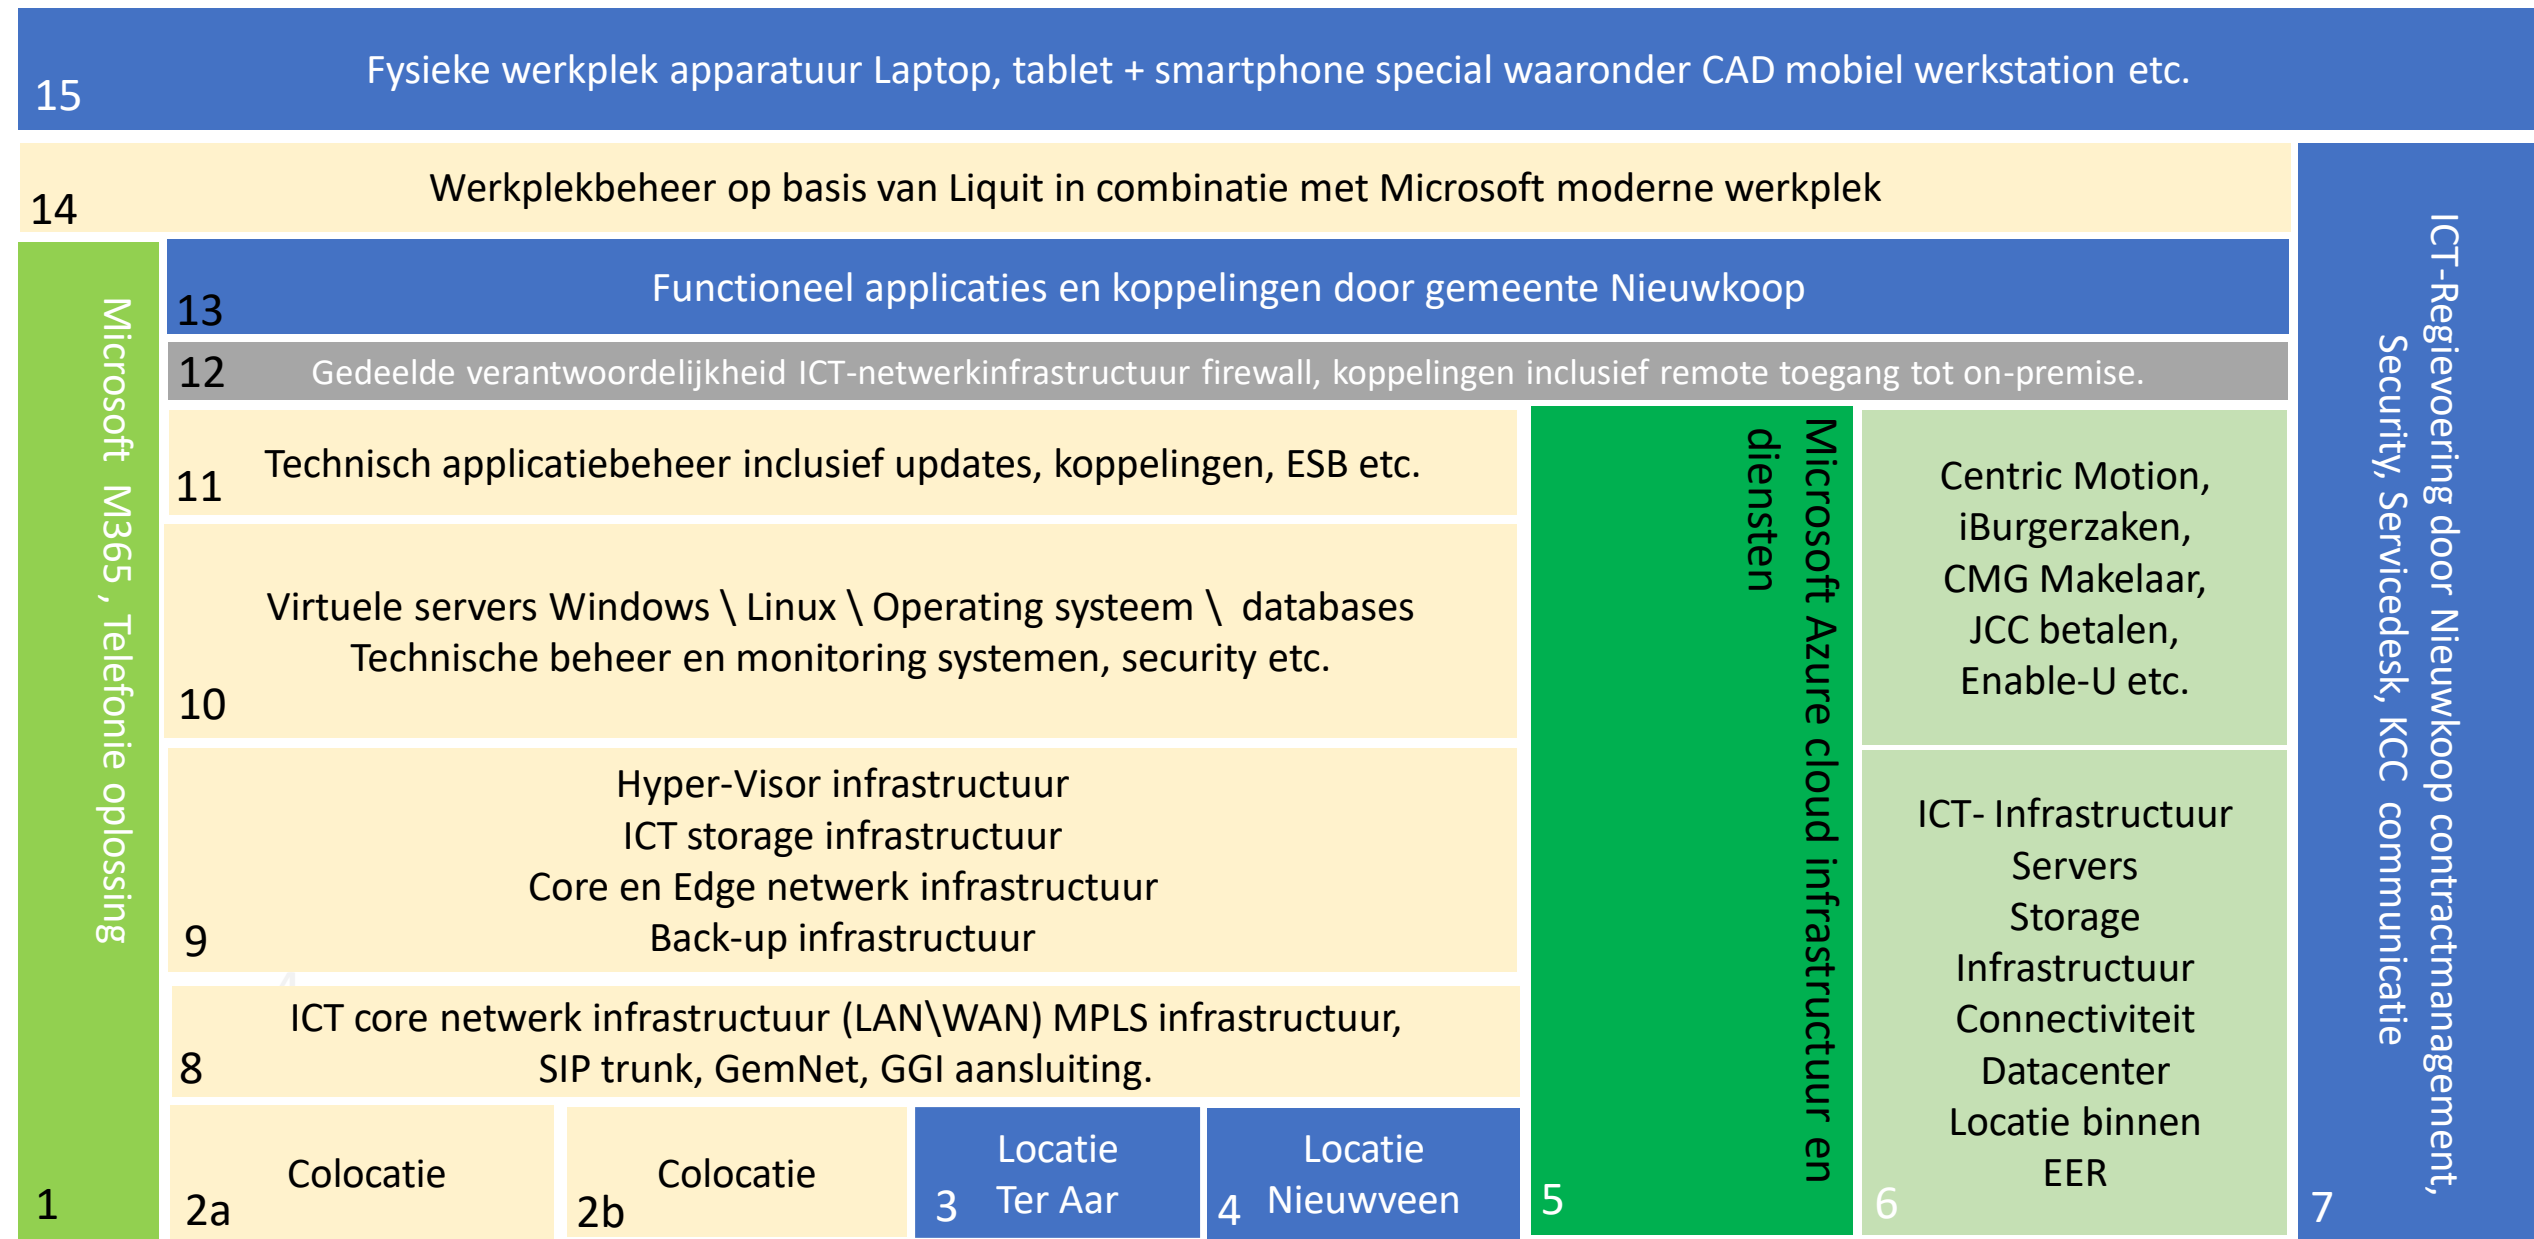 Fysieke werkplek apparatuur Laptop, tablet + smartphone special waaronder CAD mobiel werkstation etc.
15
Werkplekbeheer op basis van Liquit in combinatie met Microsoft moderne werkplek
14
Functioneel applicaties en koppelingen door gemeente Nieuwkoop
13
12
Gedeelde verantwoordelijkheid ICT-netwerkinfrastructuur firewall, koppelingen inclusief remote toegang tot on-premise.
Technisch applicatiebeheer inclusief updates, koppelingen, ESB etc.
11
Virtuele servers Windows \ Linux \ Operating systeem \ databases
Technische beheer en monitoring systemen, security etc.
10
Hyper-Visor infrastructuur
ICT storage infrastructuur
Core en Edge netwerk infrastructuur
Back-up infrastructuur
9
ICT core netwerk infrastructuur (LAN\WAN) MPLS infrastructuur,
SIP trunk, GemNet, GGI aansluiting.
8
Microsoft M365 , Telefonie oplossing
1
Colocatie
2a
Colocatie
2b
Locatie
Ter Aar
3
Locatie
Nieuwveen
4
Microsoft Azure cloud infrastructuur en
diensten
5
Centric Motion,
iBurgerzaken,
CMG Makelaar,
JCC betalen,
Enable-U etc.
ICT- Infrastructuur
Servers
Storage
Infrastructuur
Connectiviteit
Datacenter
Locatie binnen
EER
6
ICT-Regievoering door Nieuwkoop contractmanagement,
Security, Servicedesk, KCC communicatie
7